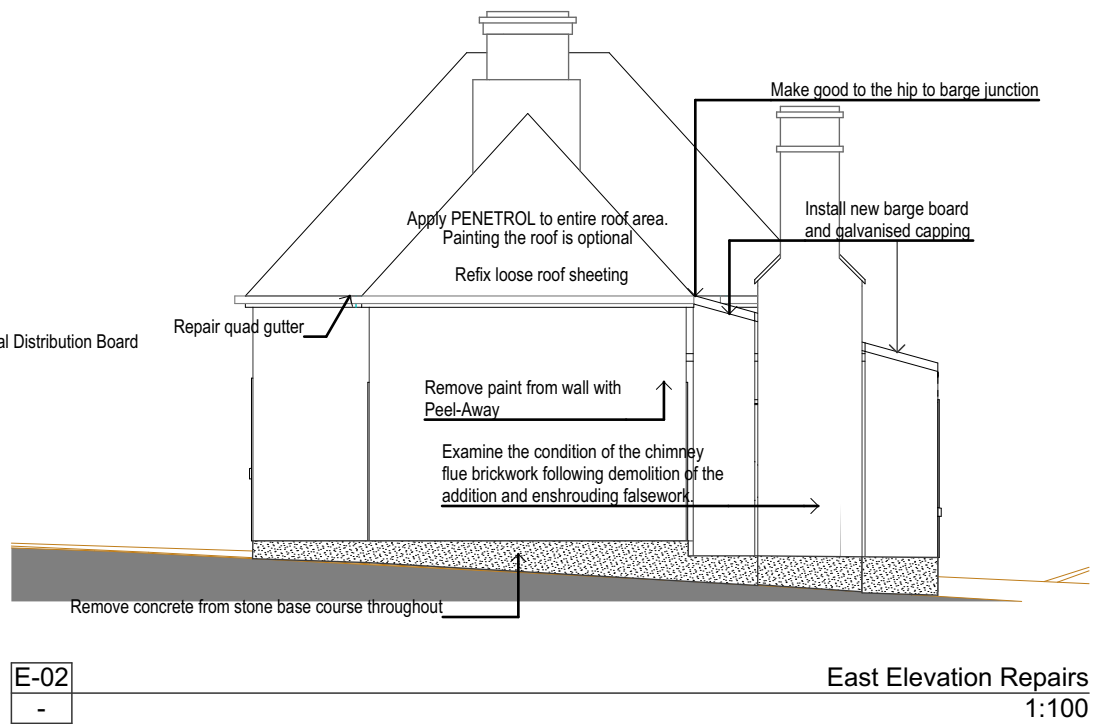 Make good to the hip to barge junction
Install new barge board
and galvanised capping
Apply PENETROL to entire roof area.
Painting the roof is optional
Refix loose roof sheeting
Repair quad gutter
al Distribution Board
Remove paint from wall with
Peel-Away
Examine the condition of the chimney
flue brickwork following demolition of the
addition and enshrouding falsework.
Remove concrete from stone base course throughout
E-02
-
East Elevation Repairs
1:100